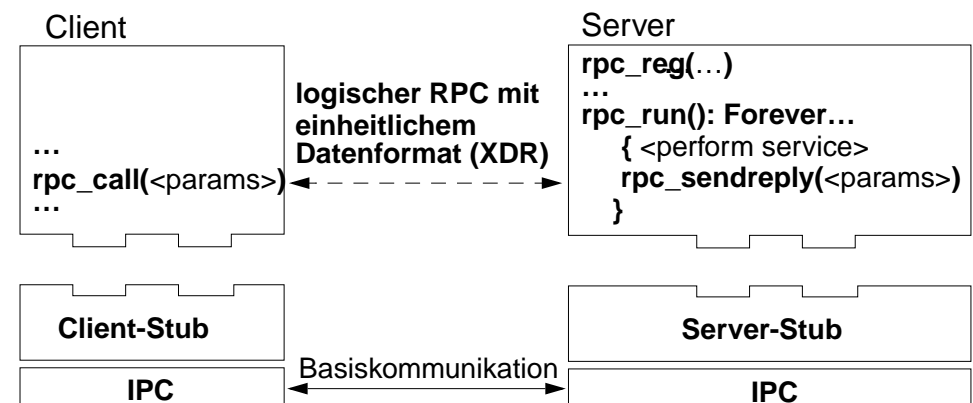 Client
…
rpc_call(<params>)
…
logischer RPC mit
einheitlichem
Datenformat (XDR)
Server
rpc_reg(…)
…
rpc_run(): Forever…
{ <perform service>
rpc_sendreply(<params>)
}
Client-Stub
Server-Stub
IPC
Basiskommunikation
IPC